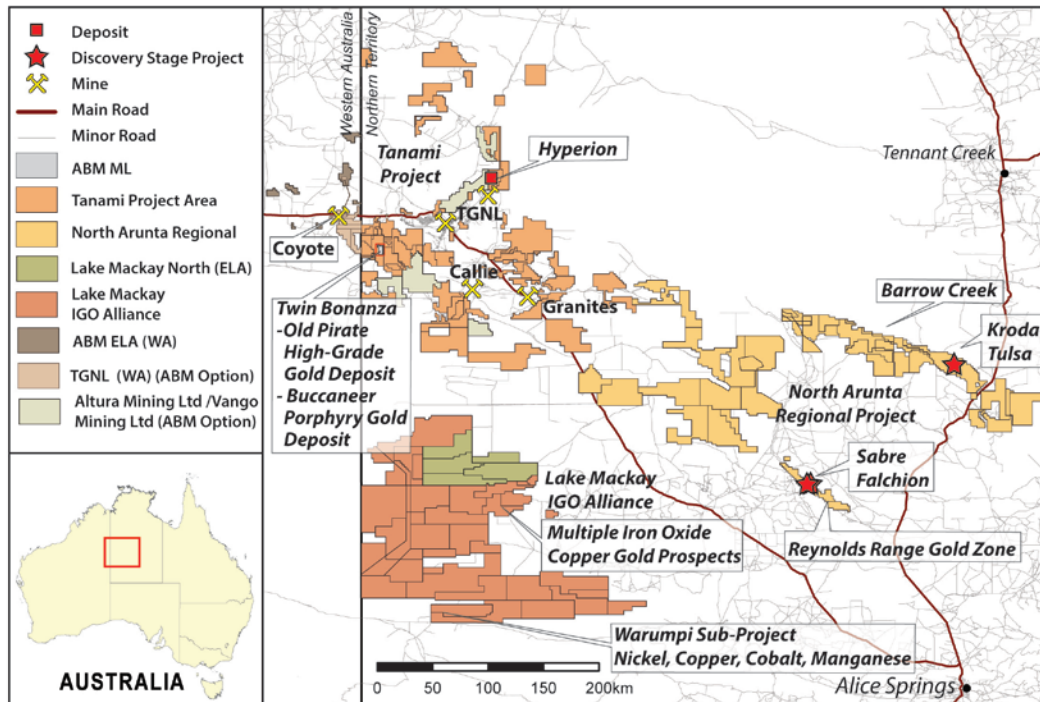 Deposit
Discovery Stage Project
Mine
Main Road
Minor Road
ABM ML
Tanami Project Area
North Arunta Regional
Lake Mackay North (ELA)
Lake Mackay
IGO Alliance
ABM ELA (WA)
TGNL (WA) (ABM Option)
Altura Mining Ltd /Vango
Mining Ltd (ABM Option)
AUSTRALIA
Western Australia
Northern Territory
Tanami
Project
Hyperion
Tennant Creek
TGNL
Coyote
Callie
Granites
Twin Bonanza
-Old Pirate
High-Grade
Gold Deposit
- Buccaneer
Porphyry Gold
Deposit
Barrow Creek
Kroda
Tulsa
North Arunta
Regional Project
Sabre
Falchion
Lake Mackay
IGO Alliance
Multiple Iron Oxide
Copper Gold Prospects
Reynolds Range Gold Zone
Warumpi Sub-Project
Nickel, Copper, Cobalt, Manganese
0 50 100 150 200km
Alice Springs